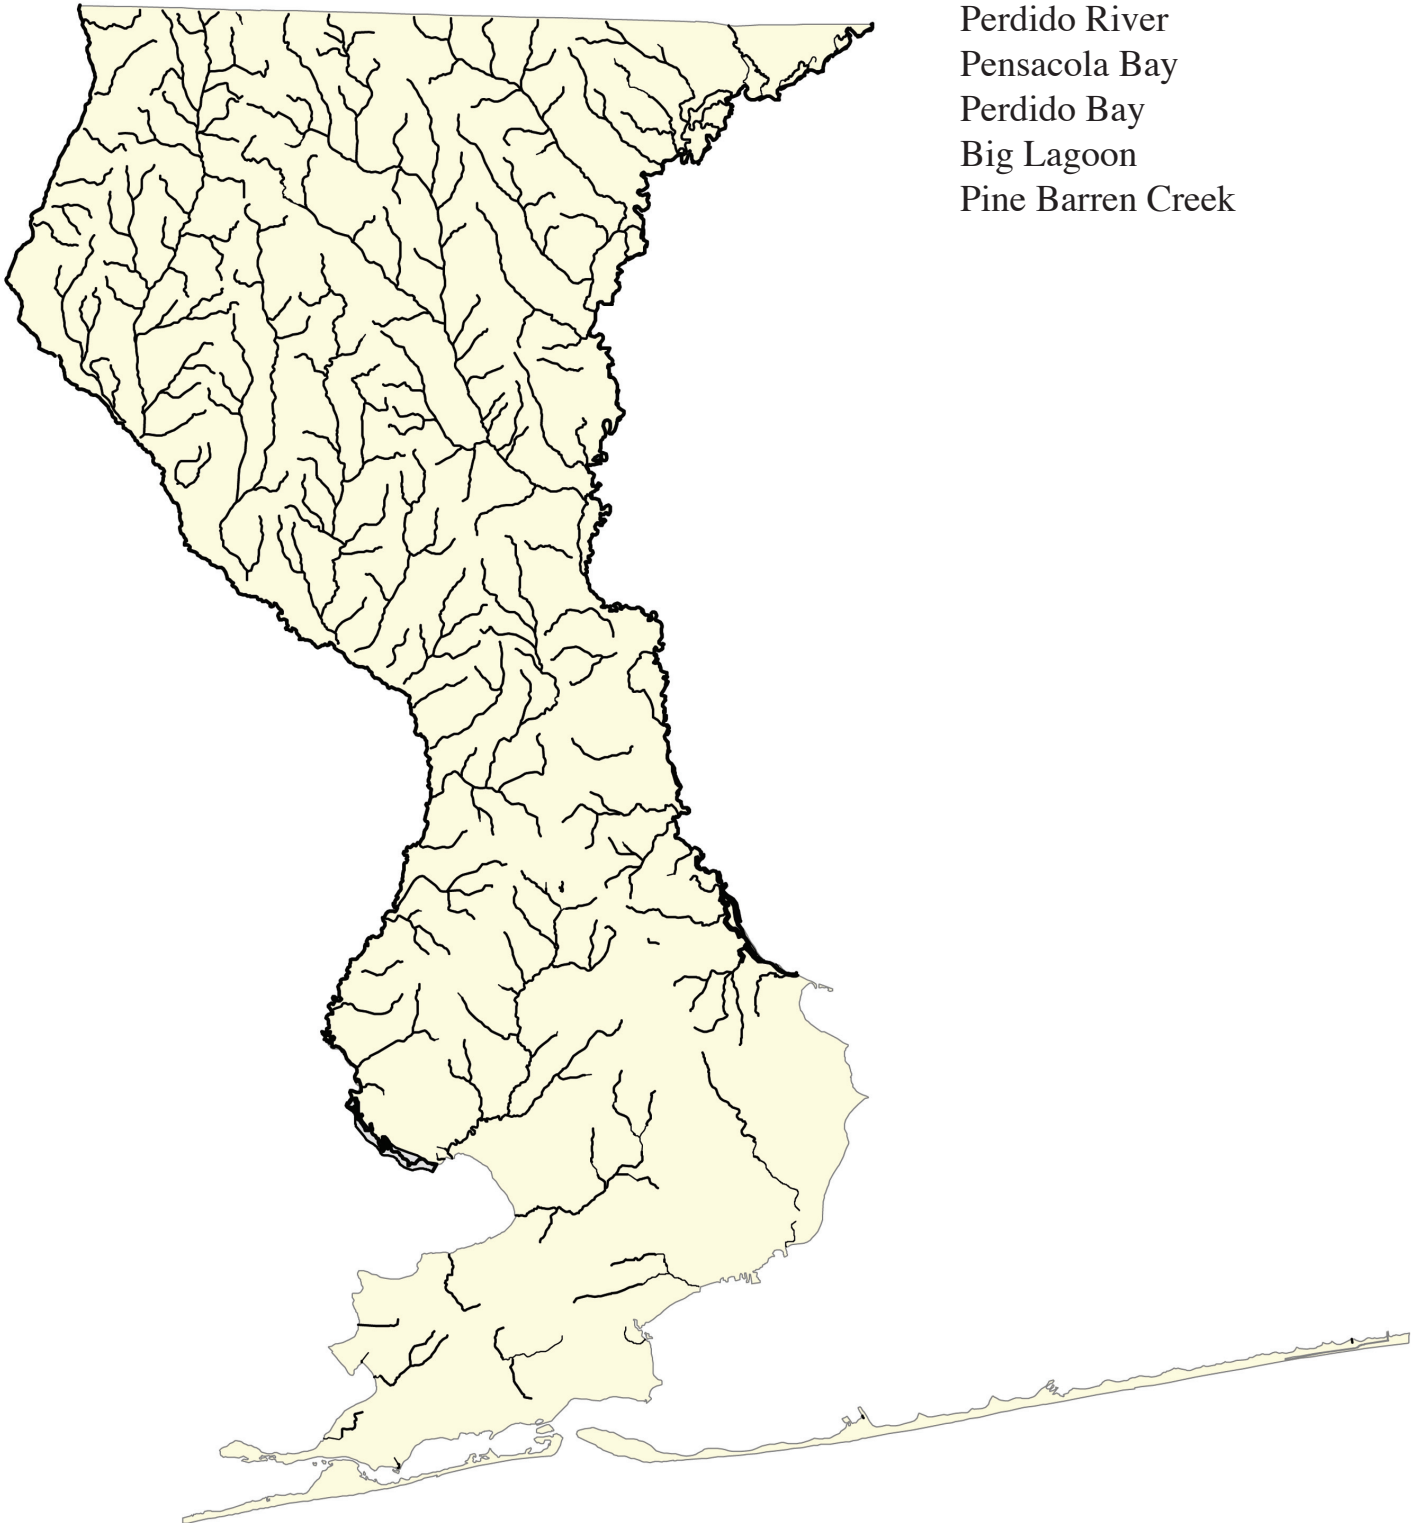 Perdido River
Pensacola Bay
Perdido Bay
Big Lagoon
Pine Barren Creek